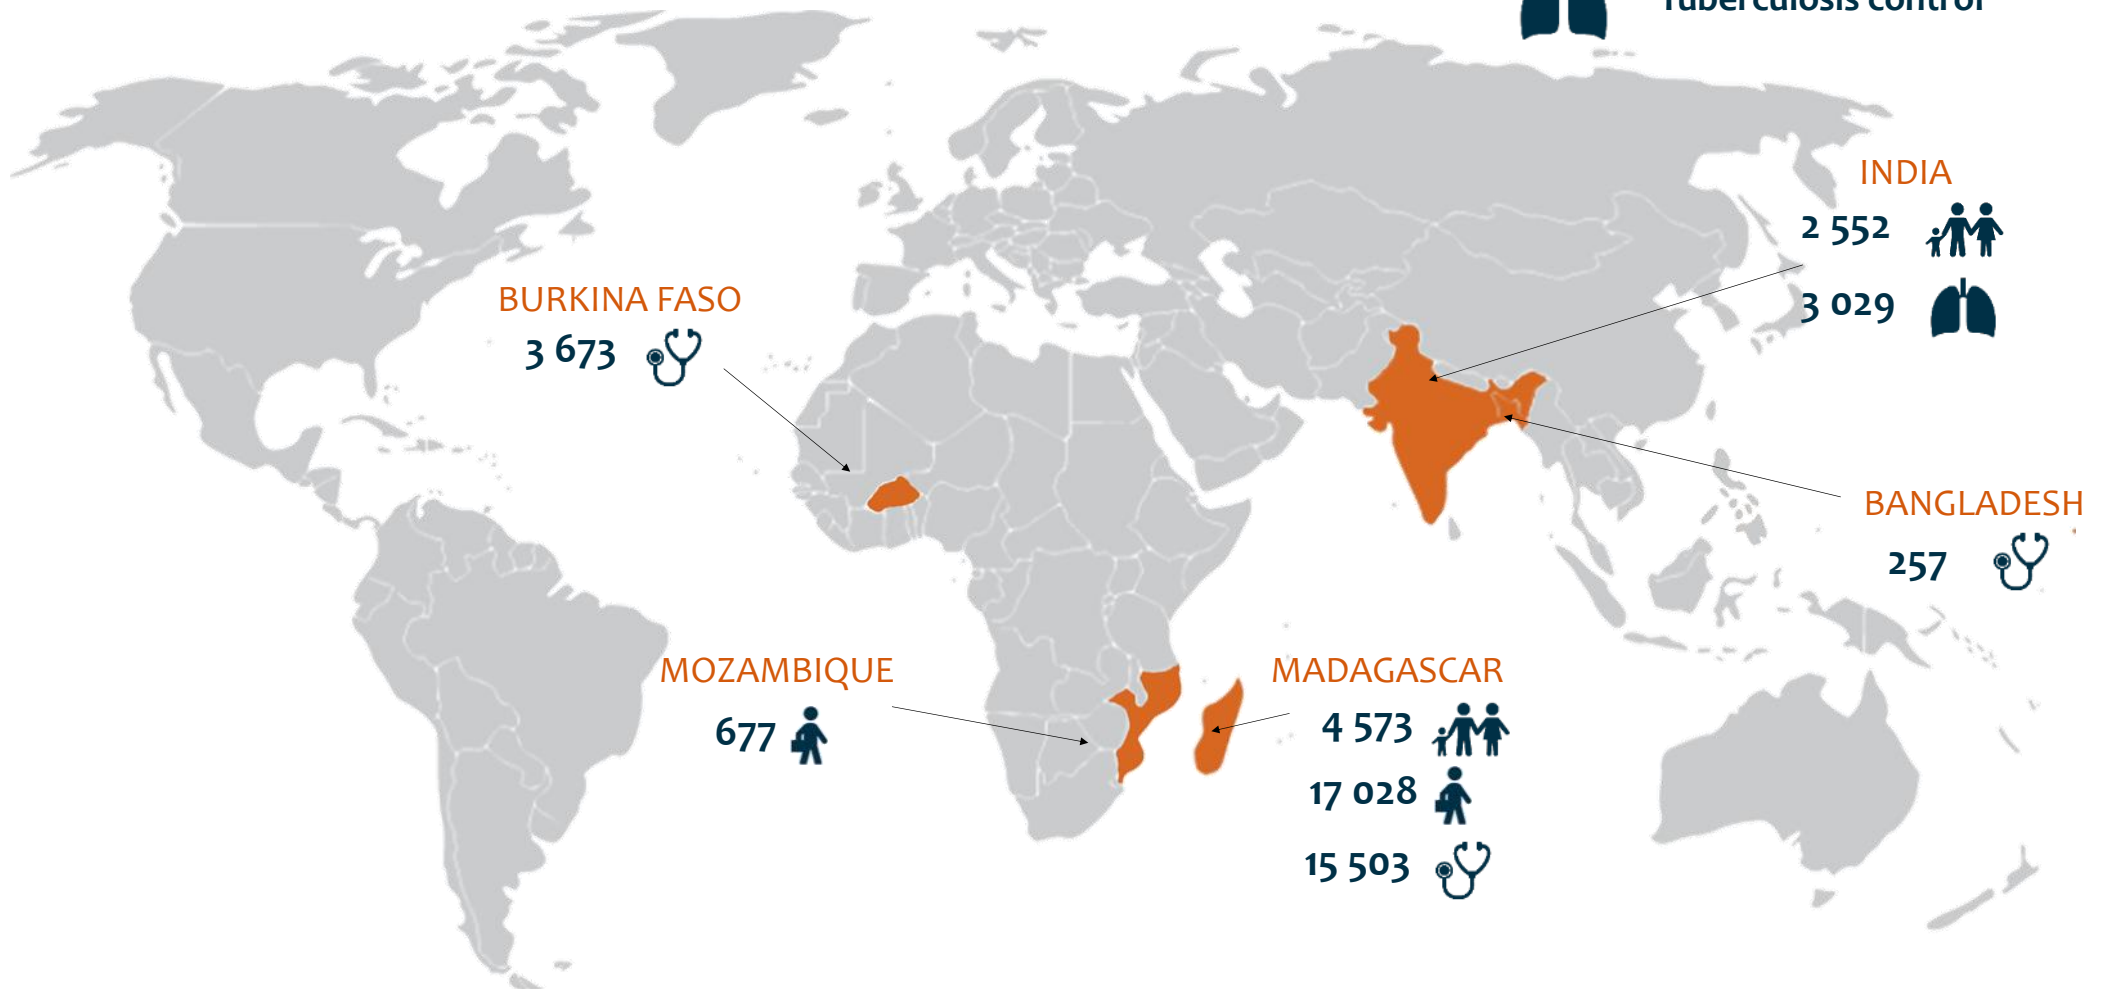 Tuberculosis control
INDIA
2 552
3 029
BURKINA FASO
3 673
BANGLADESH
257
MOZAMBIQUE
677
MADAGASCAR
4 573
17 028
15 503